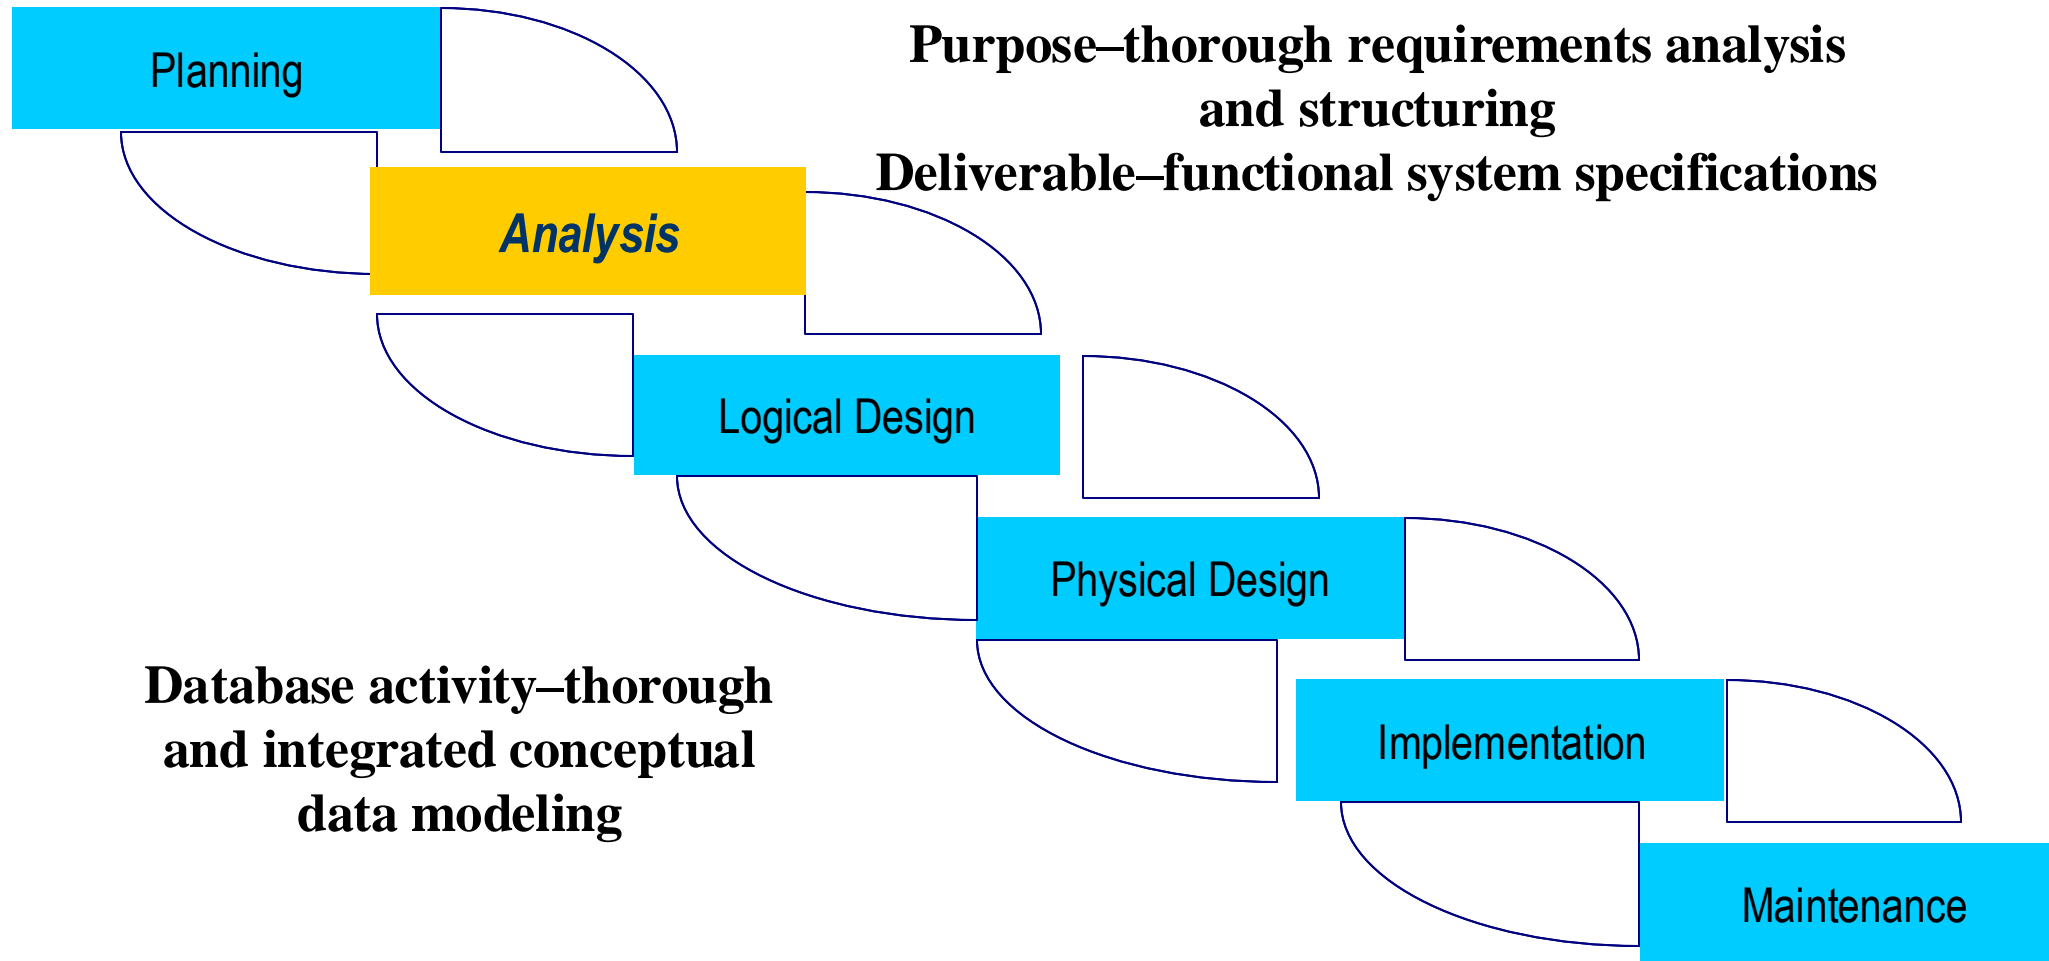 Planning
Purpose–thorough requirements analysis
and structuring
Deliverable–functional system specifications
Analysis
Logical Design
Physical Design
Database activity–thorough
and integrated conceptual
data modeling
Implementation
Maintenance